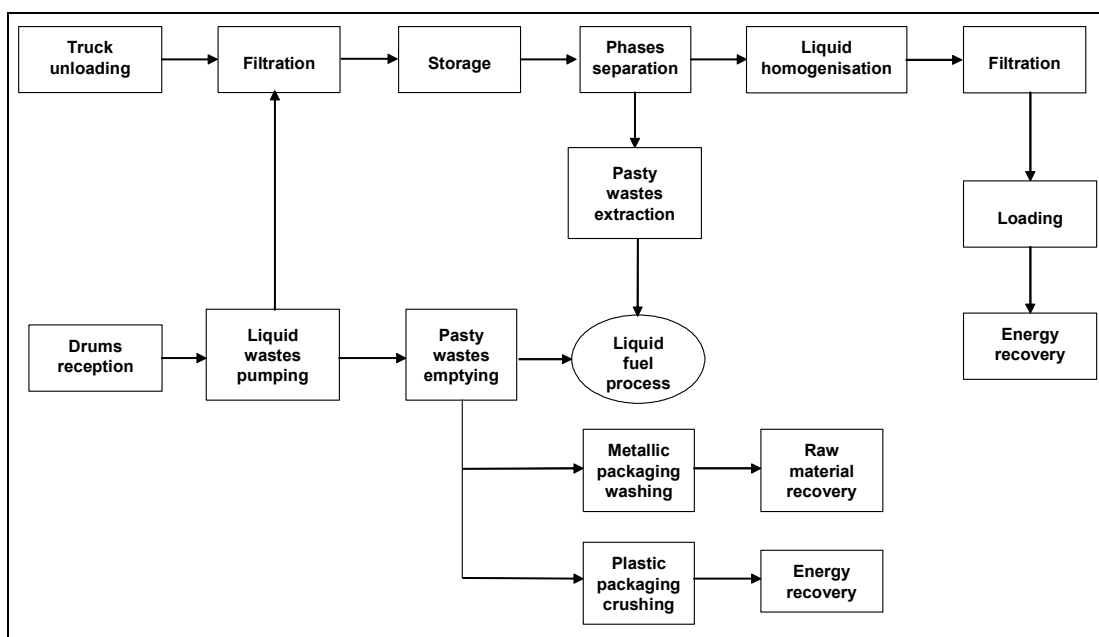 Truck
unloading
Filtration
Storage
Phases
separation
Liquid
homogenisation
Filtration
Pasty
wastes
extraction
Loading
Drums
reception
Liquid
wastes
pumping
Pasty
wastes
emptying
Liquid
fuel
process
Energy
recovery
Metallic
packaging
washing
Raw
material
recovery
Plastic
packaging
crushing
Energy
recovery